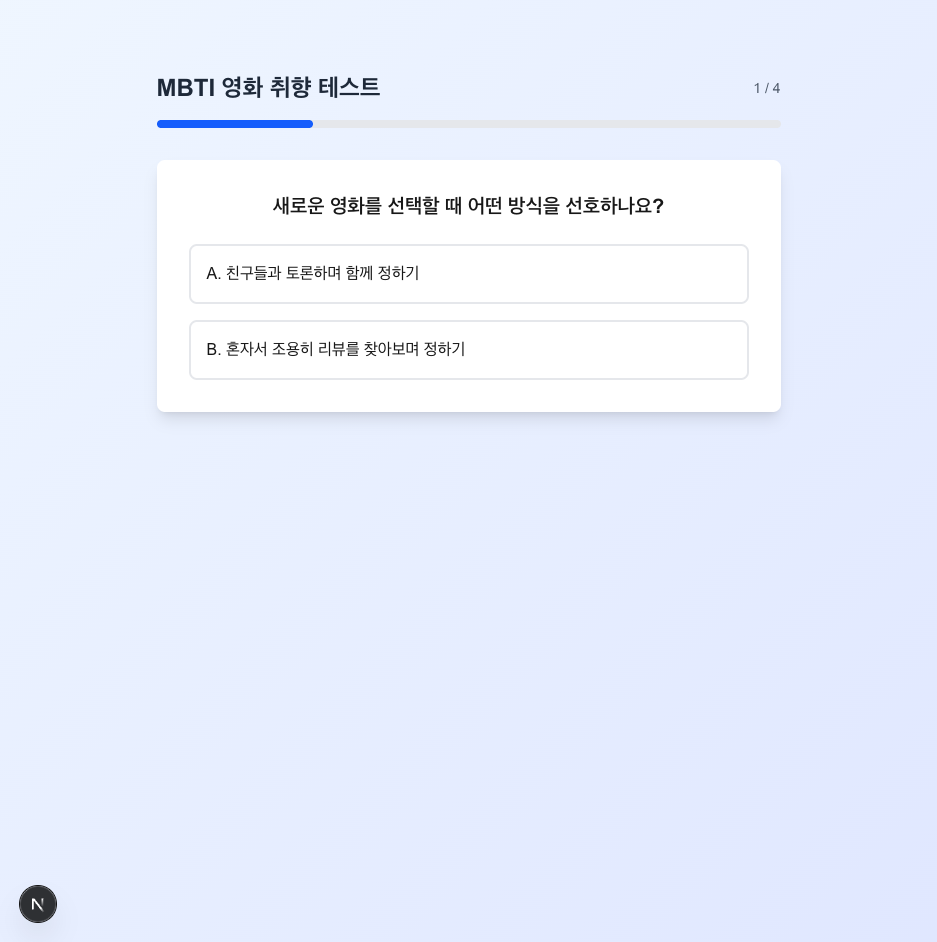 MBTI 영화 취향 테스트
1 / 4
새로운 영화를 선택할 때 어떤 방식을 선호하나요?
A. 친구들과 토론하며 함께 정하기
B. 혼자서 조용히 리뷰를 찾아보며 정하기
N